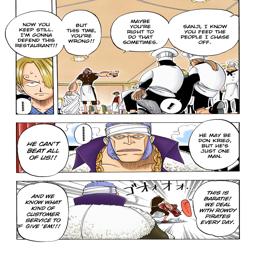 SANJI, I
KNOW YOU
FEED THE
PEOPLE I
CHASE OFF.
MAYBE
YOU'RE
RIGHT TO
DO THAT
SOMETIMES.
BUT
THIS TIME,
YOU'RE
WRONG!!
NOW YOU
KEEP STILL.
I'M GONNA
DEFEND THIS
RESTAURANT!!
HE MAY BE
DON KRIEG,
BUT HE'S
JUST ONE
MAN.
HE CAN'T
BEAT ALL
OF US!!
THIS IS
BARATIE! WE
DEAL WITH
ROWDY
PIRATES
EVERY DAY.
AND WE
KNOW WHAT
KIND OF
CUSTOMER
SERVICE TO
GIVE 'EM!!!